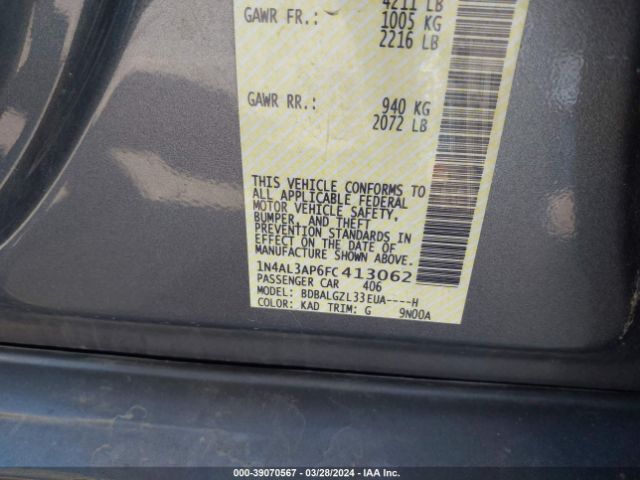 4211 LB
GAWR FR.: 1005 KG
2216 LB
GAWR RR.: 940 KG
2072 LB
THIS VEHICLE CONFORMS TO
ALL APPLICABLE FEDERAL
MOTOR VEHICLE SAFETY,
BUMPER, AND THEFT
PREVENTION STANDARDS IN
EFFECT ON THE DATE OF
MANUFACTURE SHOWN ABOVE.
1N4AL3AP6FC413062
PASSENGER CAR 406
MODEL: BDBALGZL33EUA----H
COLOR: KAD TRIM: G 9N00A
000-39070567 — 03/28/2024 — IAA Inc.